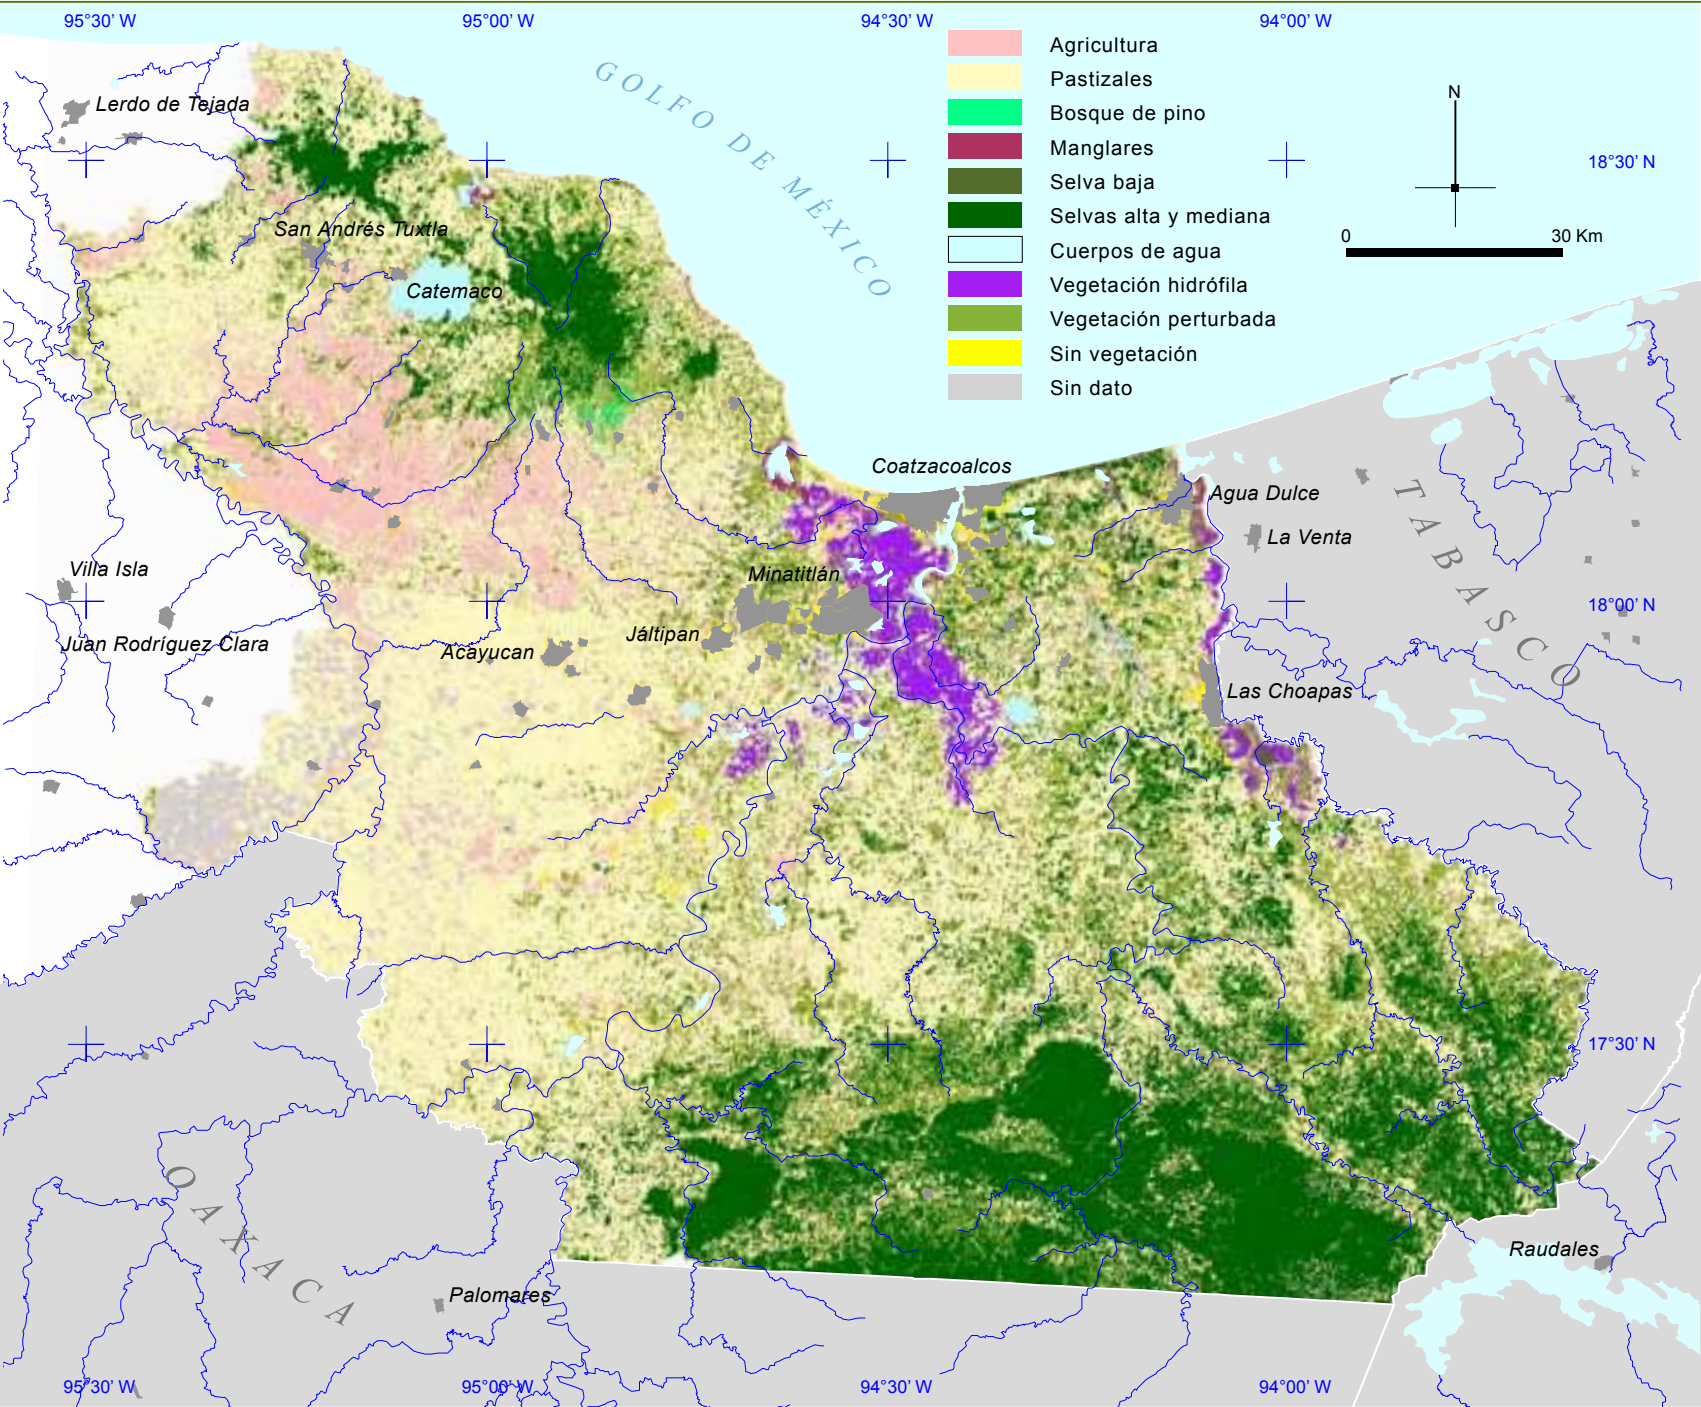 95°30' W
95°00' W
94°30' W
94°00' W
GOLFO DE MÉXICO
Agricultura
Pastizales
Bosque de pino
Manglares
Selva baja
Selvas alta y mediana
Cuerpos de agua
Vegetación hidrófila
Vegetación perturbada
Sin vegetación
Sin dato
N
0
30 Km
18°30' N
Lerdo de Tejada
San Andrés Tuxtla
Catemaco
Coatzacoalcos
Agua Dulce
La Venta
TABASCO
Villa Isla
Minatitlán
18°00' N
Juan Rodríguez Clara
Jáltipan
Acayucan
Las Choapas
17°30' N
OAXACA
Raudales
Palomares
95°30' W
95°00' W
94°30' W
94°00' W